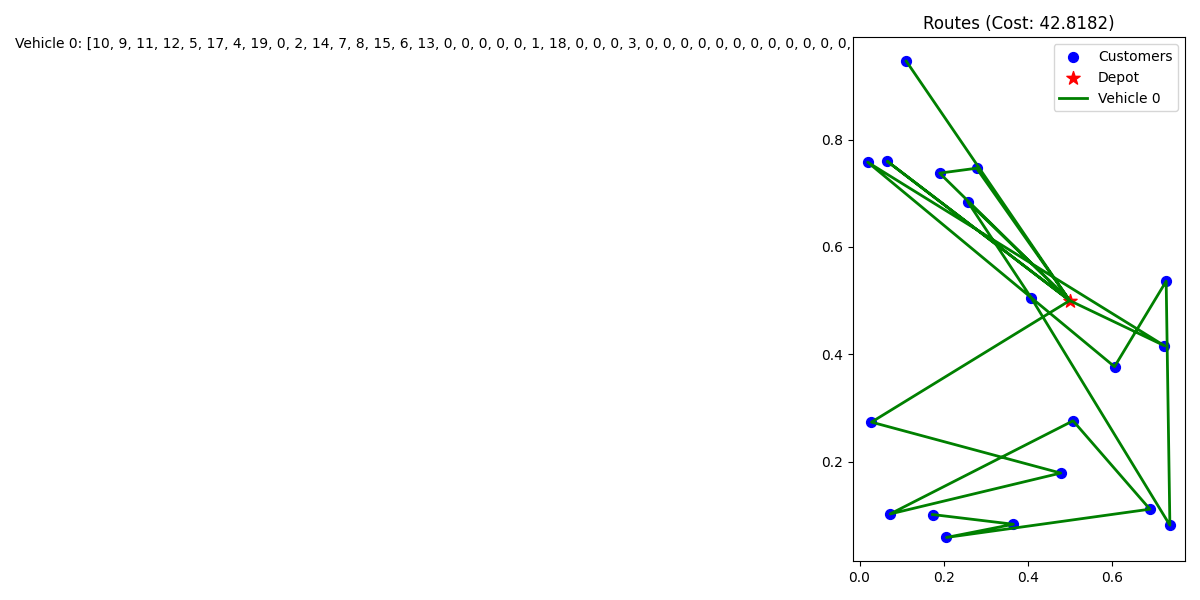 Routes (Cost: 42.8182)
Vehicle 0: [10, 9, 11, 12, 5, 17, 4, 19, 0, 2, 14, 7, 8, 15, 6, 13, 0, 0, 0, 0, 0, 1, 18, 0, 0, 0, 3, 0, 0, 0, 0, 0, 0, 0, 0, 0, 0, 0, 0,
Customers
Depot
Vehicle 0
0.8
0.6
0.4
0.2
0.0 0.2 0.4 0.6